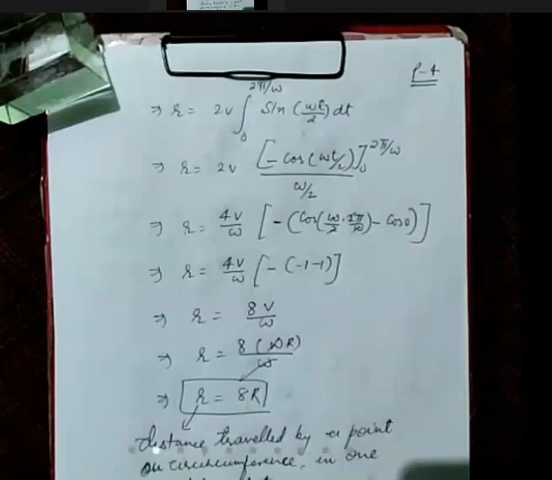 P-4
⇒ r = 2v ∫₀^{2π/ω} Sin (ωt/2) dt
⇒ r = 2v [-cos(ωt/2)]₀^{2π/ω} / ω/2
⇒ r = 4v/ω [-(cos(ω/2 · 2π/ω) - cos0)]
⇒ r = 4v/ω [-(-1-1)]
⇒ r = 8v/ω
⇒ r = 8(ωR)/ω
⇒ r = 8R
distance travelled by a point
on circumference, in one